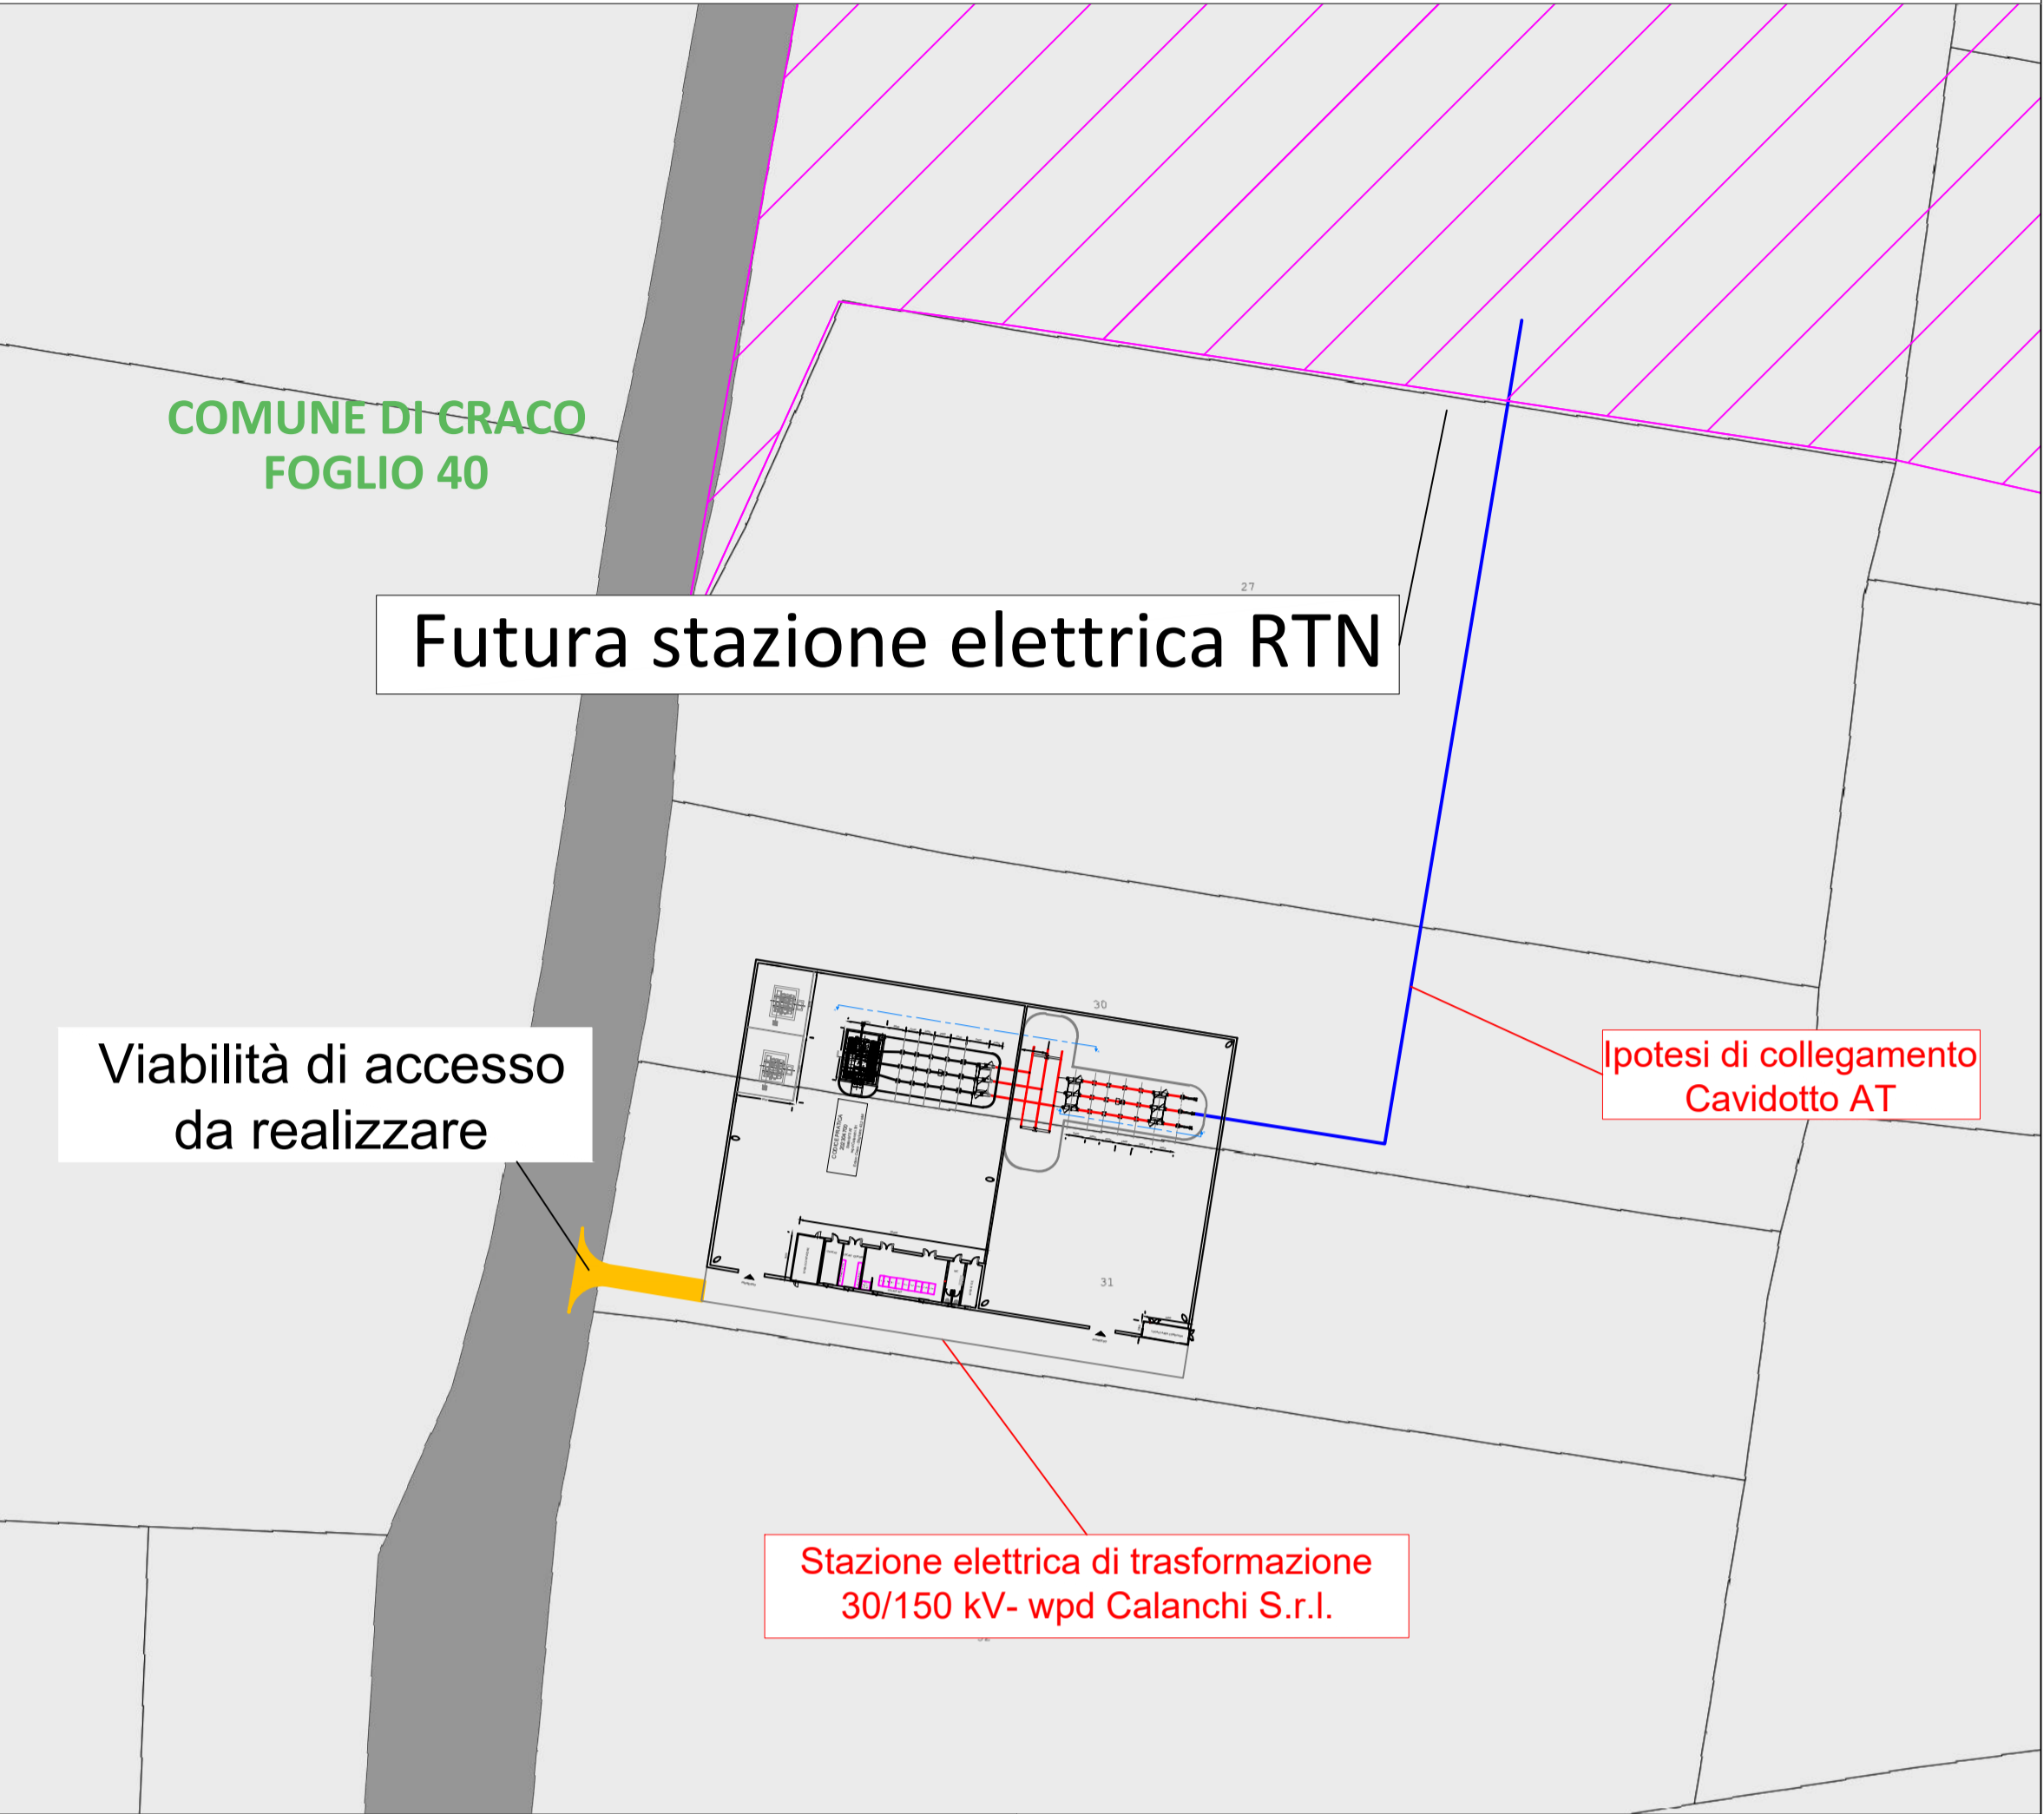 COMUNE DI CRACO
FOGLIO 40
27
Futura stazione elettrica RTN
30
Viabilità di accesso
da realizzare
Ipotesi di collegamento
Cavidotto AT
31
Stazione elettrica di trasformazione
30/150 kV- wpd Calanchi S.r.l.